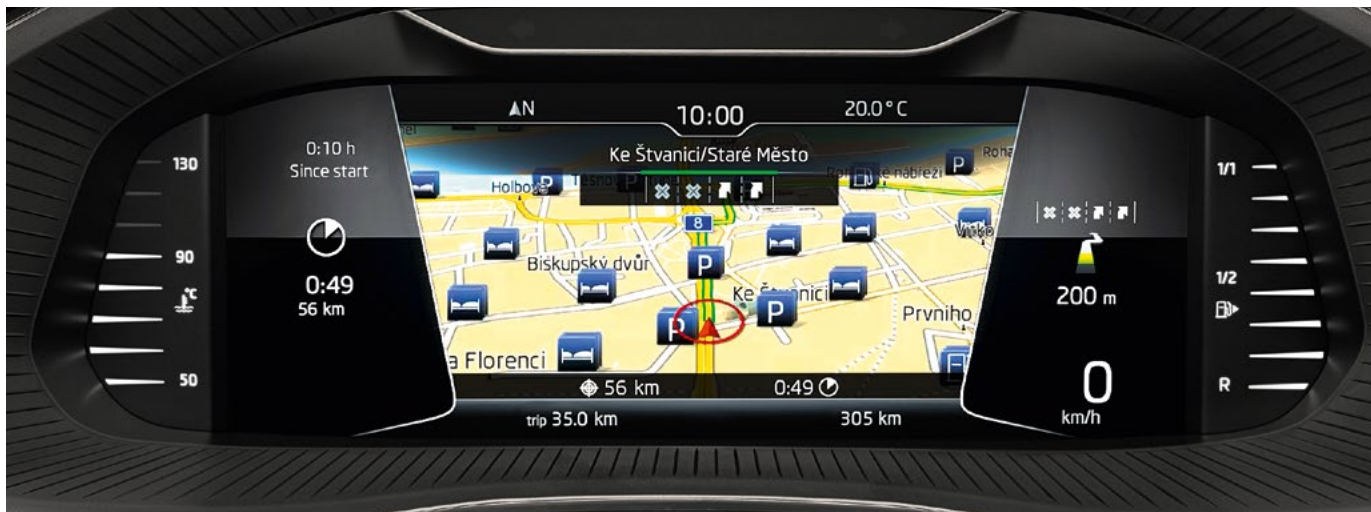 N
10:00
20.0°C
0:10 h
Since start
0:49
56 km
130
90
°C
50
Ke Štvanici/Staré Město
Holbova
8
P
P
P
P
P
Biskupský dvůr
Ke Štvanici
Prvního
a Florenci
56 km
0:49
trip 35.0 km
305 km
200 m
0
km/h
1/1
1/2
R